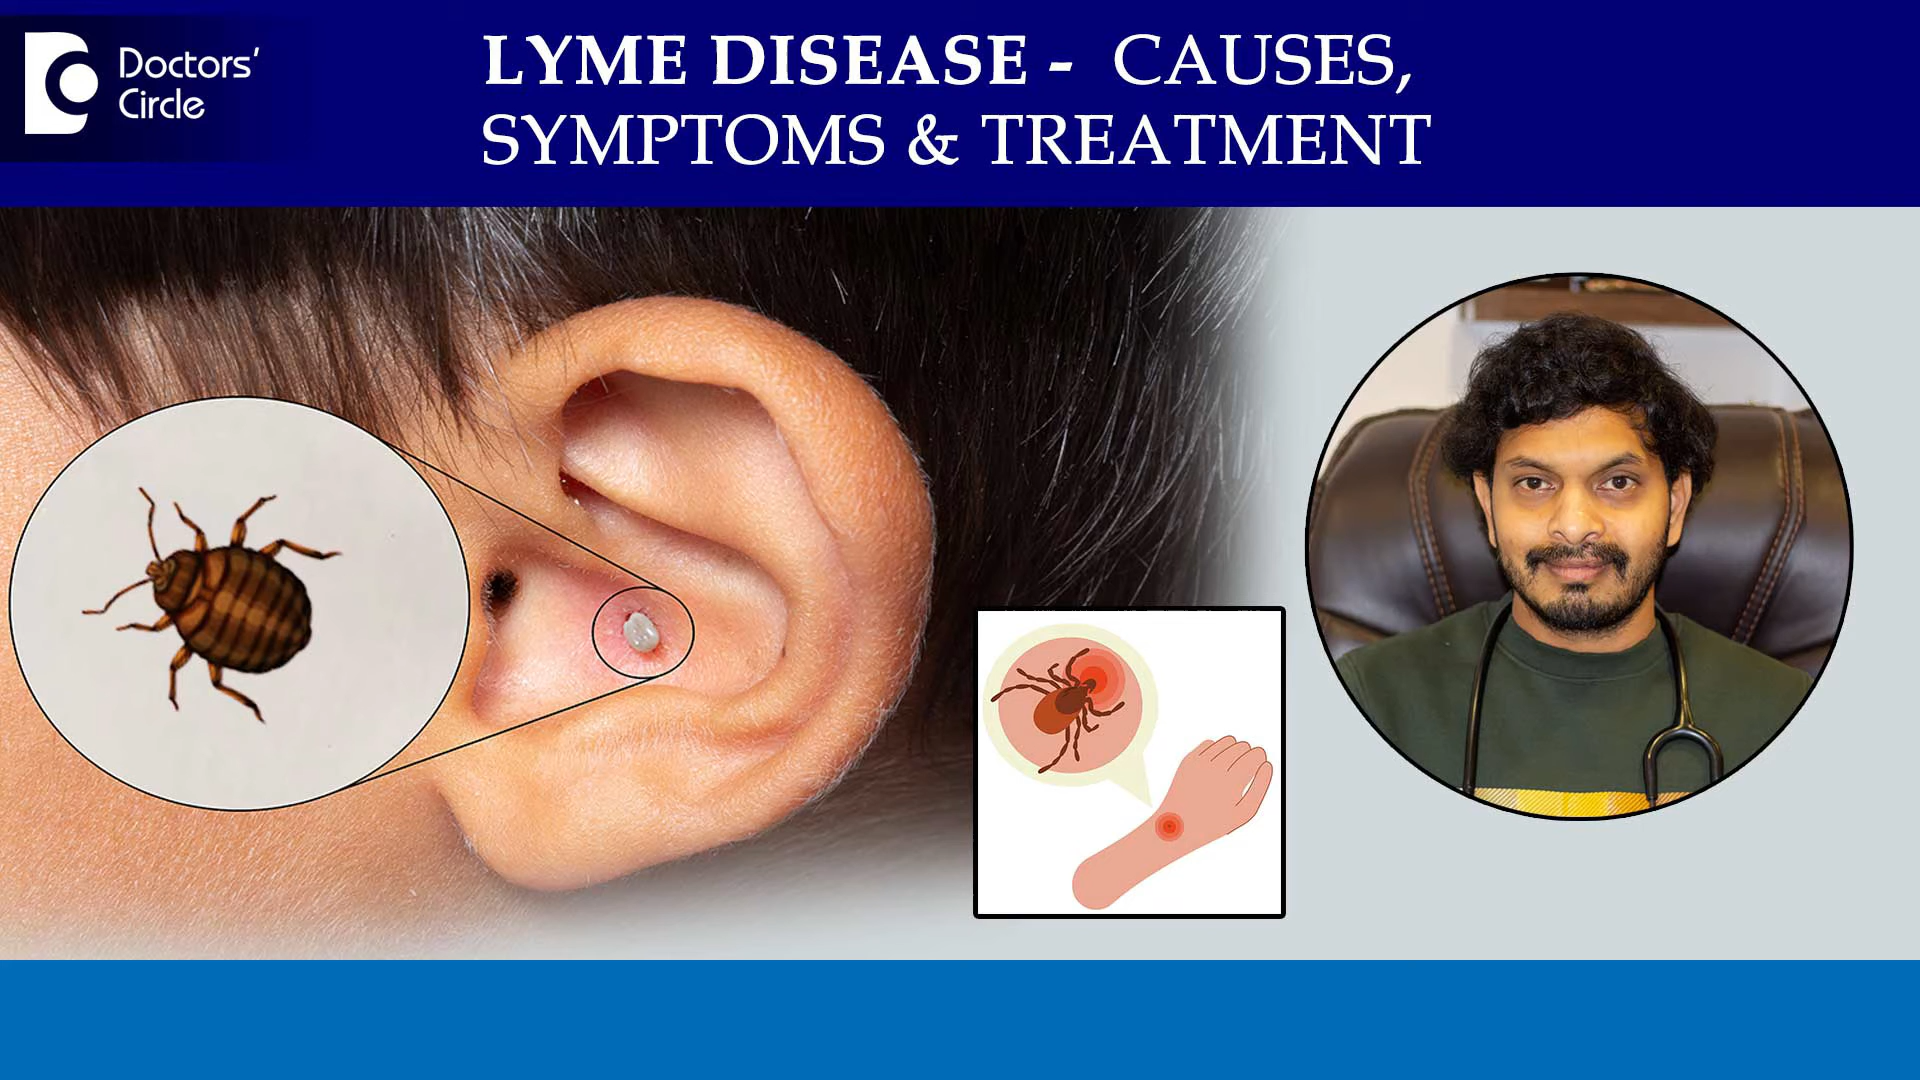 Doctors'
Circle
LYME DISEASE - CAUSES,
SYMPTOMS & TREATMENT